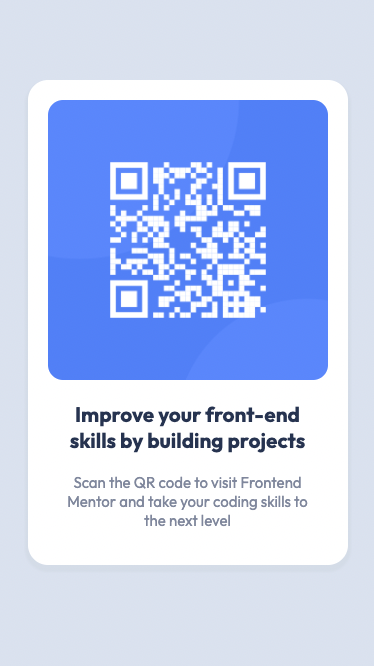 Improve your front-end
skills by building projects
Scan the QR code to visit Frontend
Mentor and take your coding skills to
the next level